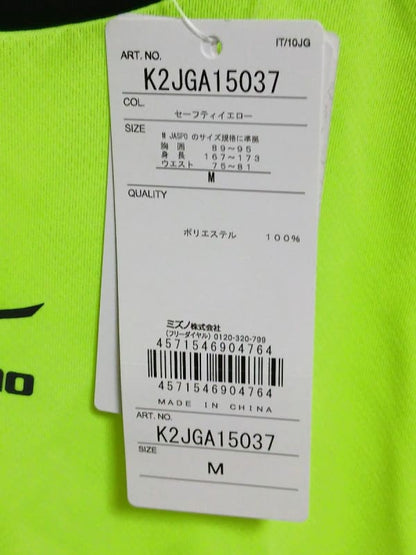 IT/10JG
ART. NO.
K2JGA15037
COL.
セーフティイエロー
SIZE
M JASPO のサイズ規格に準拠
胸 囲 89~95
身 長 167~173
ウエスト 75~81
M
QUALITY
ポリエステル 100%
ミズノ株式会社
(フリーダイヤル) 0120-320-799
4571546904764
4571546904764
MADE IN CHINA
ART. NO.
K2JGA15037
SIZE
M